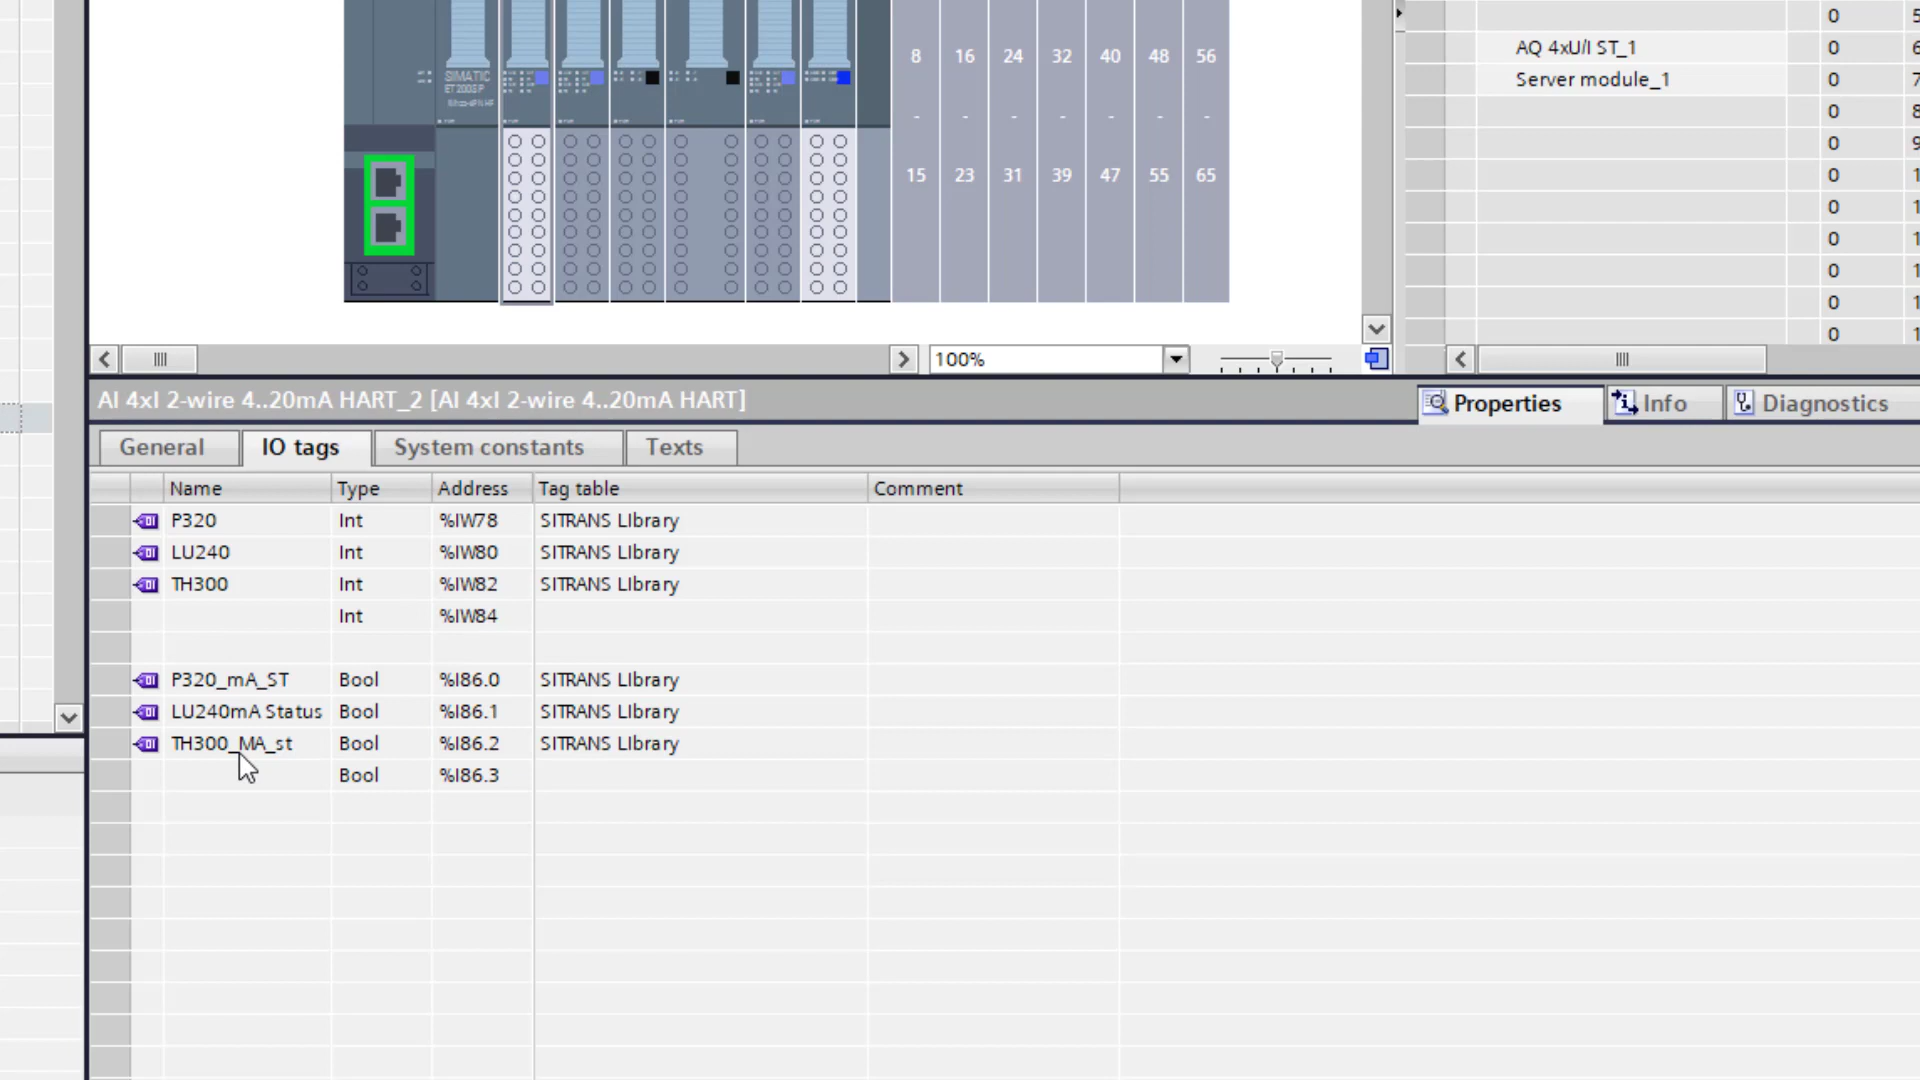 SIMATIC
ET 200SP
8 16 24 32 40 48 56
- - - - - - -
15 23 31 39 47 55 65
0
AQ 4xU/I ST_1 0
Server module_1 0
0
0
0
0
0
0
0
0
100%
AI 4xI 2-wire 4..20mA HART_2 [AI 4xI 2-wire 4..20mA HART]
Properties Info Diagnostics
General IO tags System constants Texts
Name Type Address Tag table Comment
P320 Int %IW78 SITRANS LIbrary
LU240 Int %IW80 SITRANS LIbrary
TH300 Int %IW82 SITRANS LIbrary
Int %IW84
P320_mA_ST Bool %I86.0 SITRANS LIbrary
LU240mA Status Bool %I86.1 SITRANS LIbrary
TH300_MA_st Bool %I86.2 SITRANS LIbrary
Bool %I86.3